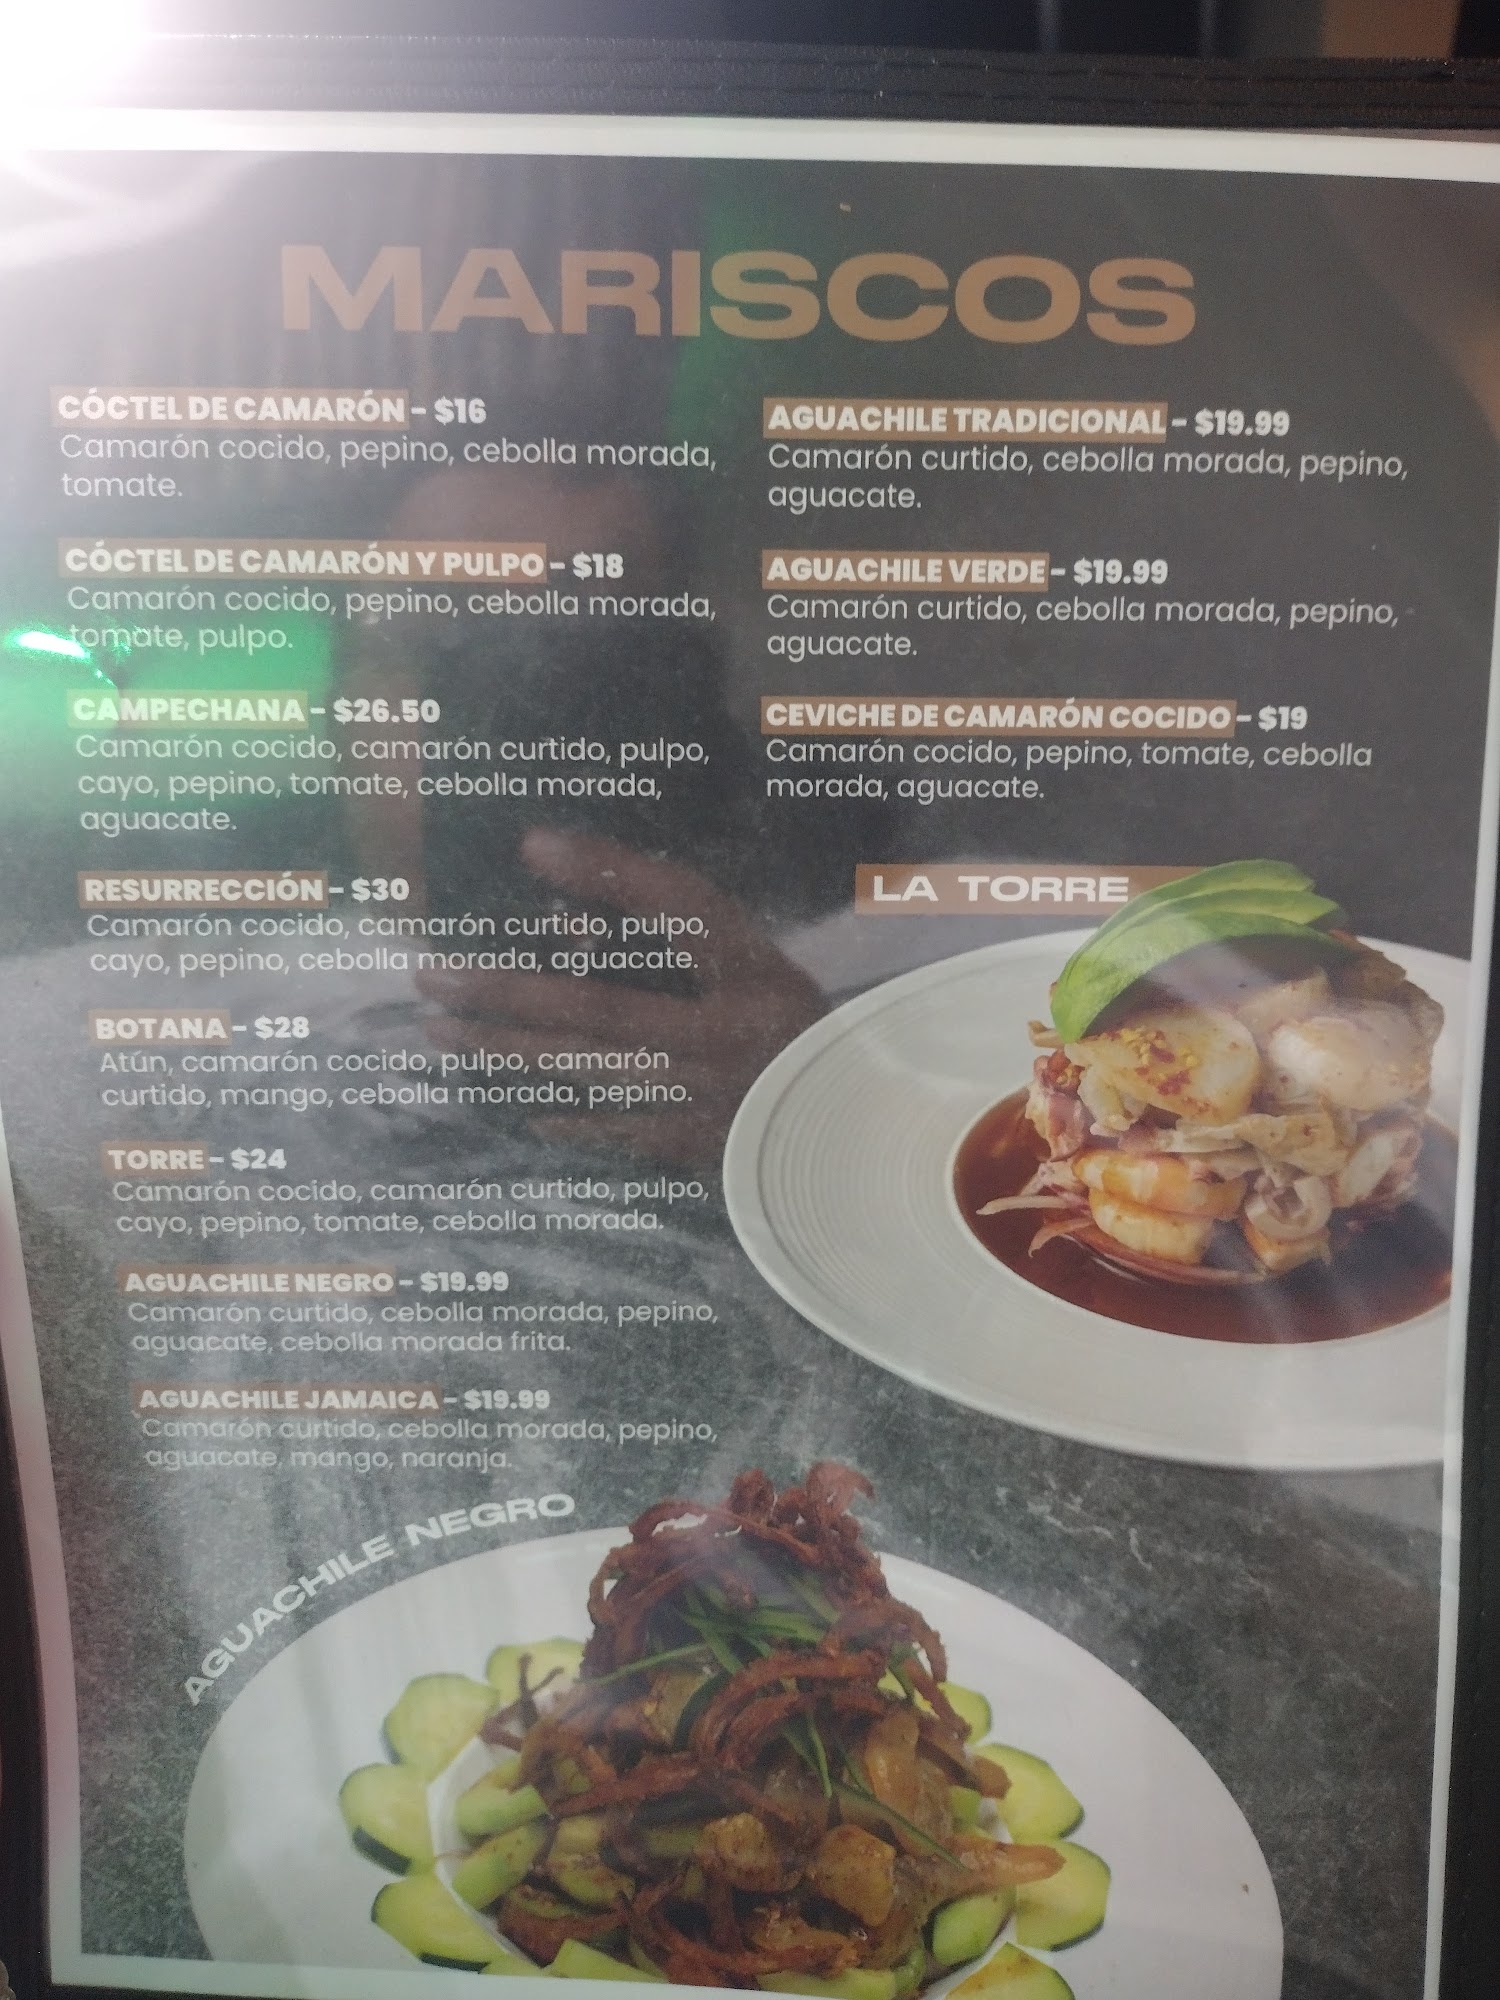 MARISCOS
CÓCTEL DE CAMARÓN - $16
Camarón cocido, pepino, cebolla morada,
tomate.
CÓCTEL DE CAMARÓN Y PULPO - $18
Camarón cocido, pepino, cebolla morada,
tomate, pulpo.
CAMPECHANA - $26.50
Camarón cocido, camarón curtido, pulpo,
cayo, pepino, tomate, cebolla morada,
aguacate.
RESURRECCIÓN - $30
Camarón cocido, camarón curtido, pulpo,
cayo, pepino, cebolla morada, aguacate.
BOTANA - $28
Atún, camarón cocido, pulpo, camarón
curtido, mango, cebolla morada, pepino.
TORRE - $24
Camarón cocido, camarón curtido, pulpo,
cayo, pepino, tomate, cebolla morada.
AGUACHILE NEGRO - $19.99
Camarón curtido, cebolla morada, pepino,
aguacate, cebolla morada frita.
AGUACHILE JAMAICA - $19.99
Camarón curtido, cebolla morada, pepino,
aguacate, mango, naranja.
AGUACHILE TRADICIONAL - $19.99
Camarón curtido, cebolla morada, pepino,
aguacate.
AGUACHILE VERDE - $19.99
Camarón curtido, cebolla morada, pepino,
aguacate.
CEVICHE DE CAMARÓN COCIDO - $19
Camarón cocido, pepino, tomate, cebolla
morada, aguacate.
LA TORRE
AGUACHILE NEGRO